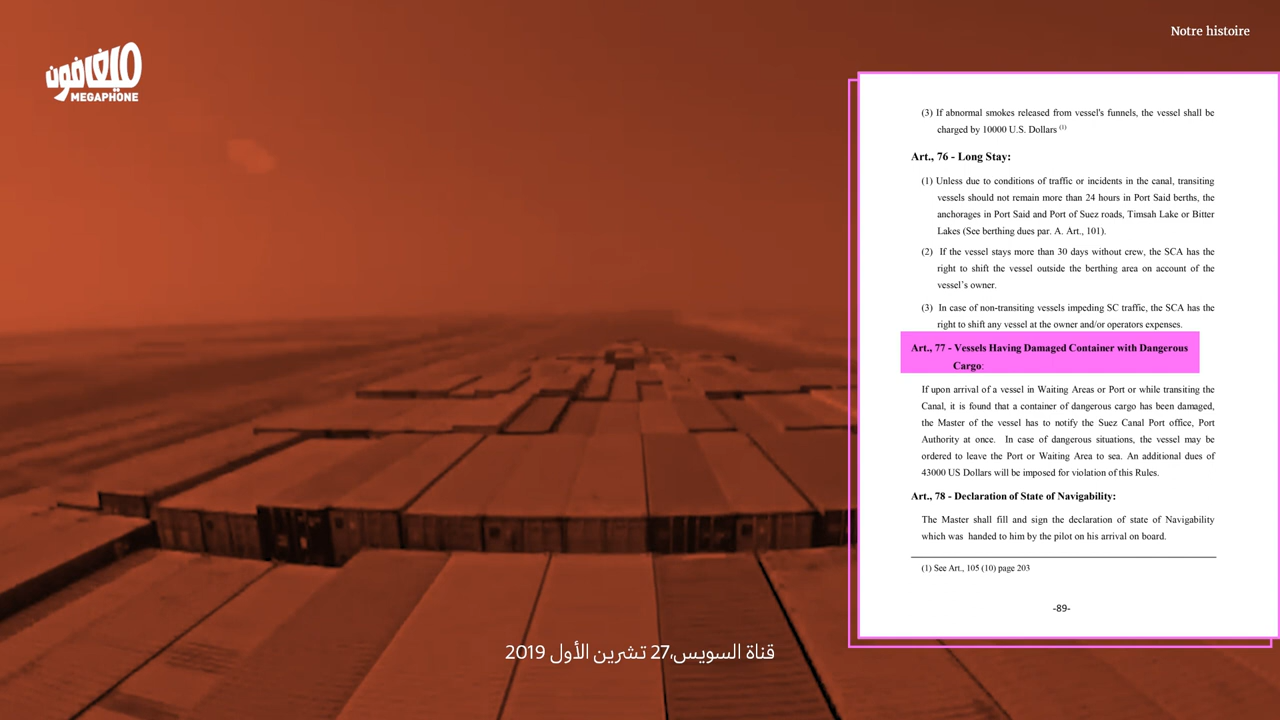 Notre histoire
ميغافون
MEGAPHONE
(3) If abnormal smokes released from vessel's funnels, the vessel shall be
charged by 10000 U.S. Dollars (1)
Art., 76 - Long Stay:
(1) Unless due to conditions of traffic or incidents in the canal, transiting
vessels should not remain more than 24 hours in Port Said berths, the
anchorages in Port Said and Port of Suez roads, Timsah Lake or Bitter
Lakes (See berthing dues par. A. Art., 101).
(2) If the vessel stays more than 30 days without crew, the SCA has the
right to shift the vessel outside the berthing area on account of the
vessel's owner.
(3) In case of non-transiting vessels impeding SC traffic, the SCA has the
right to shift any vessel at the owner and/or operators expenses.
Art., 77 - Vessels Having Damaged Container with Dangerous
Cargo:
If upon arrival of a vessel in Waiting Areas or Port or while transiting the
Canal, it is found that a container of dangerous cargo has been damaged,
the Master of the vessel has to notify the Suez Canal Port office, Port
Authority at once. In case of dangerous situations, the vessel may be
ordered to leave the Port or Waiting Area to sea. An additional dues of
43000 US Dollars will be imposed for violation of this Rules.
Art., 78 - Declaration of State of Navigability:
The Master shall fill and sign the declaration of state of Navigability
which was handed to him by the pilot on his arrival on board.
(1) See Art., 105 (10) page 203
-89-
قناة السويس،27 تشرين الأول 2019